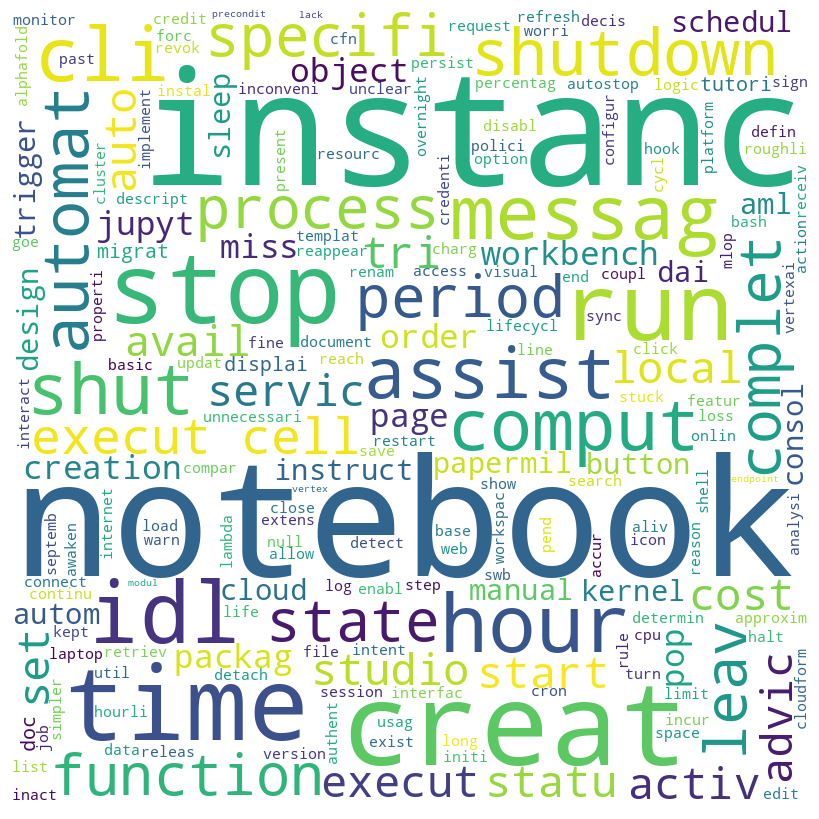 monitor
credit
precondit
lack
cfn
request
refresh
decis
schedul
alphafold
cli
past
forc
revok
specifi
worri
persist
shutdown
instal
object
inconveni
unclear
percentag
autostop
logic
tutori
sign
automat
auto
implement
sleep
instanc
overnight
disabl
configur
hook
platform
defin
roughli
trigger
cluster
present
resourc
polici
option
credenti
cycl
bash
descript
process
messag
aml
actionreceiv
goe
jupyt
miss
templat
reappear
tri
charg
workbench
mlop
migrat
renam
access
visual
end
coupl
dai
vertexai
design
properti
stop
period
run
sync
complet
avail
fine
document
order
lifecycl
line
click
basic
updat
displai
reach
assist
local
stuck
featur
interact
shut
servic
unnecessari
page
comput
loss
onlin
consol
execut cell
restart
creation
compar
save
instruct
papermil
button
search
reason
shell
analysi
vertex
show
endpoint
notebook
septemb
awaken
internet
load
warn
lambda
close
extens
null
allow
detect
base
web
workspac
swb
pend
aliv
icon
accur
connect
continu
modul
idl
cloud
log
enabl
step
manual
kernel
cost
autom
kept
life
state
hour
determin
approxim
laptop
retriev
packag
file
intent
rule
cpu
halt
doc
set
job
simpler
util
time
detach
studio
start
turn
pop
leav
advic
cloudform
hourli
session
interfac
cron
limit
incur
data
releas
version
authent
usag
exist
creat
long
initi
space
list
function
execut
statu
activ
edit
inact